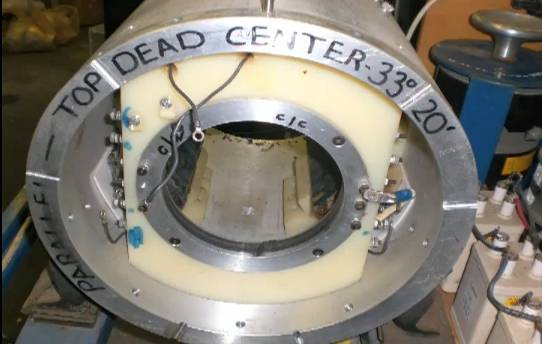 PARALLEL — TOP DEAD CENTER-33° 20'
C/C